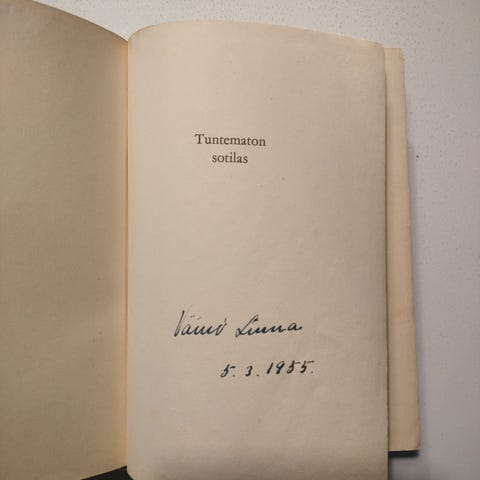 Tuntematon
sotilas
Väinö Linna
5.3.1955.